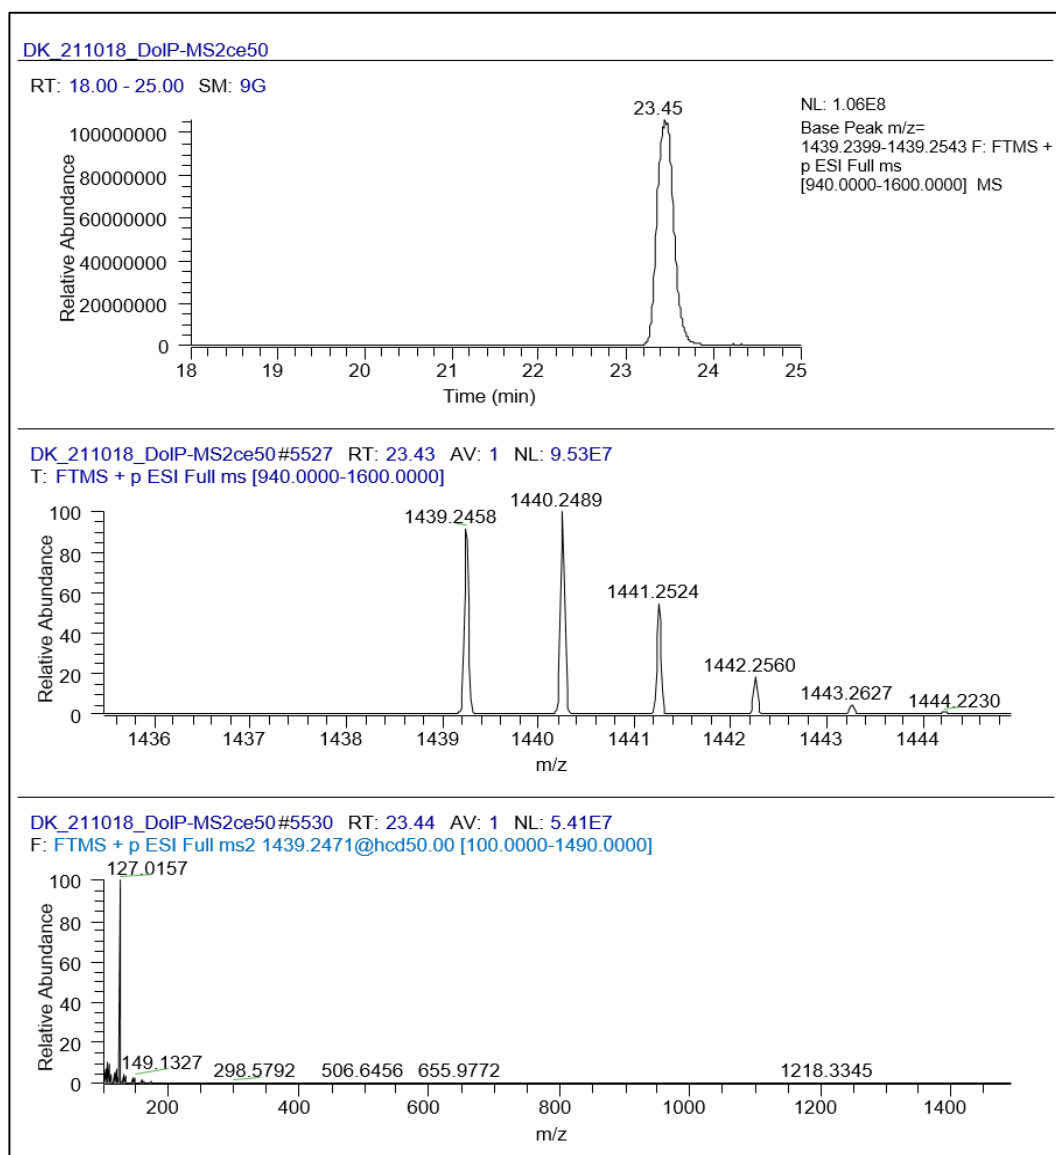 DK_211018_DolP-MS2ce50
RT: 18.00 - 25.00 SM: 9G
23.45
NL: 1.06E8
Base Peak m/z=
1439.2399-1439.2543 F: FTMS +
p ESI Full ms
[940.0000-1600.0000] MS
Relative Abundance
100000000
80000000
60000000
40000000
20000000
0
18 19 20 21 22 23 24 25
Time (min)
DK_211018_DolP-MS2ce50#5527 RT: 23.43 AV: 1 NL: 9.53E7
T: FTMS + p ESI Full ms [940.0000-1600.0000]
1439.2458
1440.2489
1441.2524
1442.2560
1443.2627
1444.2230
Relative Abundance
100
80
60
40
20
0
1436 1437 1438 1439 1440 1441 1442 1443 1444
m/z
DK_211018_DolP-MS2ce50#5530 RT: 23.44 AV: 1 NL: 5.41E7
F: FTMS + p ESI Full ms2 1439.2471@hcd50.00 [100.0000-1490.0000]
127.0157
149.1327
298.5792
506.6456
655.9772
1218.3345
Relative Abundance
100
80
60
40
20
0
200 400 600 800 1000 1200 1400
m/z